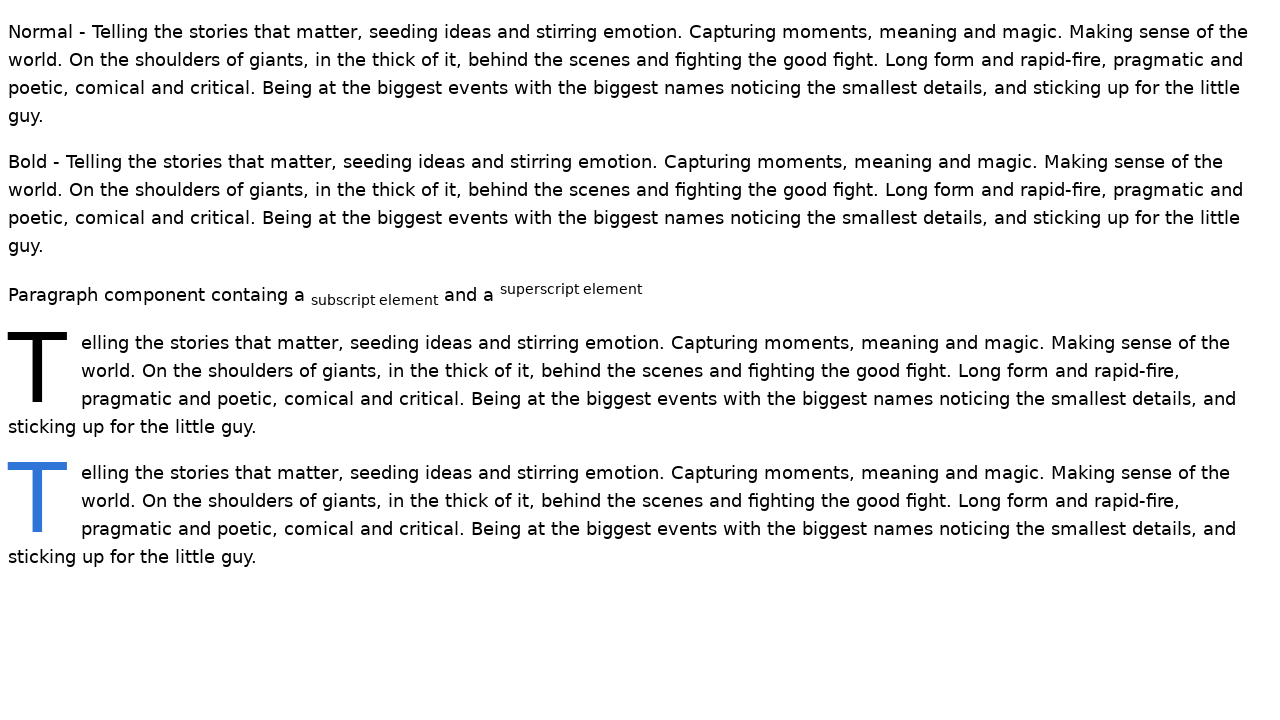 Normal - Telling the stories that matter, seeding ideas and stirring emotion. Capturing moments, meaning and magic. Making sense of the
world. On the shoulders of giants, in the thick of it, behind the scenes and fighting the good fight. Long form and rapid-fire, pragmatic and
poetic, comical and critical. Being at the biggest events with the biggest names noticing the smallest details, and sticking up for the little
guy.
Bold - Telling the stories that matter, seeding ideas and stirring emotion. Capturing moments, meaning and magic. Making sense of the
world. On the shoulders of giants, in the thick of it, behind the scenes and fighting the good fight. Long form and rapid-fire, pragmatic and
poetic, comical and critical. Being at the biggest events with the biggest names noticing the smallest details, and sticking up for the little
guy.
Paragraph component containg a subscript element and a superscript element
Telling the stories that matter, seeding ideas and stirring emotion. Capturing moments, meaning and magic. Making sense of the
world. On the shoulders of giants, in the thick of it, behind the scenes and fighting the good fight. Long form and rapid-fire,
pragmatic and poetic, comical and critical. Being at the biggest events with the biggest names noticing the smallest details, and
sticking up for the little guy.
Telling the stories that matter, seeding ideas and stirring emotion. Capturing moments, meaning and magic. Making sense of the
world. On the shoulders of giants, in the thick of it, behind the scenes and fighting the good fight. Long form and rapid-fire,
pragmatic and poetic, comical and critical. Being at the biggest events with the biggest names noticing the smallest details, and
sticking up for the little guy.